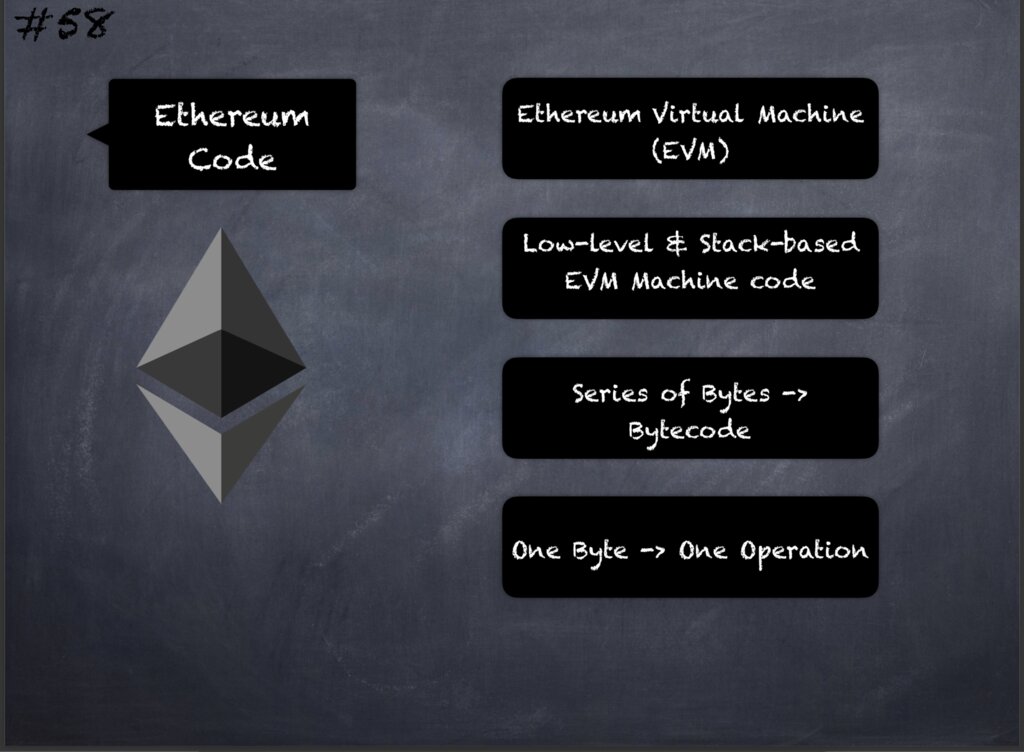 #58
Ethereum
Code
Ethereum Virtual Machine
(EVM)
Low-level & Stack-based
EVM Machine code
Series of Bytes ->
Bytecode
One Byte -> One Operation